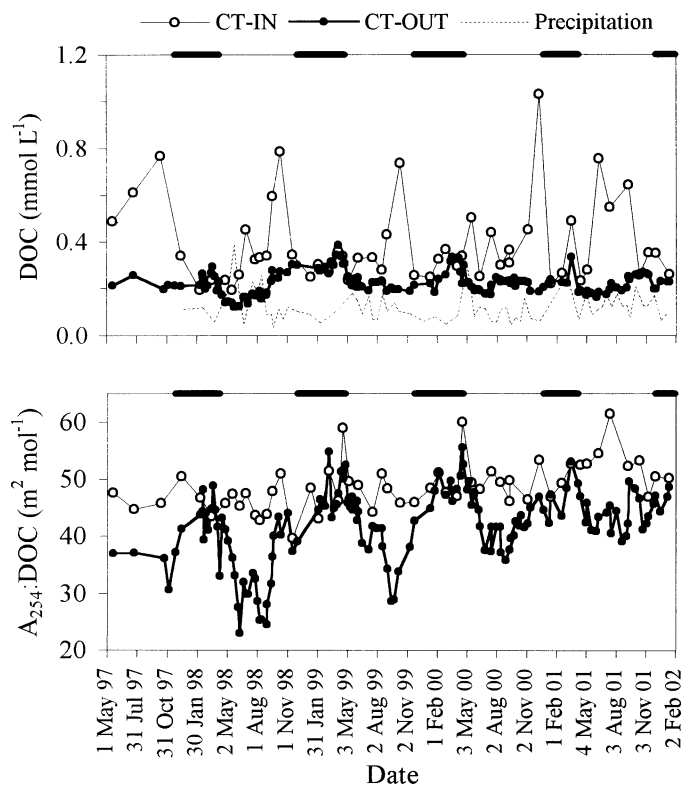 CT-IN CT-OUT Precipitation
DOC (mmol L-1)
1.2
0.8
0.4
0.0
A254:DOC (m2 mol-1)
60
50
40
30
20
1 May 97
31 Jul 97
31 Oct 97
30 Jan 98
2 May 98
1 Aug 98
1 Nov 98
31 Jan 99
3 May 99
2 Aug 99
2 Nov 99
1 Feb 00
3 May 00
2 Aug 00
2 Nov 00
1 Feb 01
4 May 01
3 Aug 01
3 Nov 01
2 Feb 02
Date